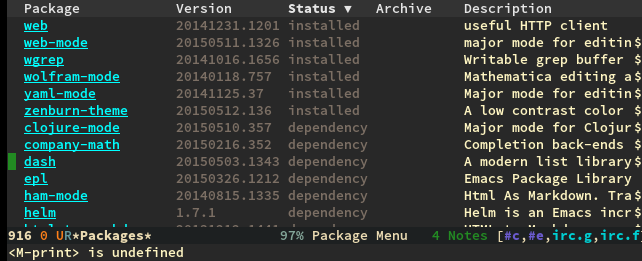 Package Version Status ▼ Archive Description
web 20141231.1201 installed useful HTTP client
web-mode 20150511.1326 installed major mode for editin$
wgrep 20141016.1656 installed Writable grep buffer $
wolfram-mode 20140118.757 installed Mathematica editing a$
yaml-mode 20141125.37 installed Major mode for editin$
zenburn-theme 20150512.136 installed A low contrast color $
clojure-mode 20150510.357 dependency Major mode for Clojur$
company-math 20150216.352 dependency Completion back-ends $
dash 20150503.1343 dependency A modern list library$
epl 20150326.1212 dependency Emacs Package Library
ham-mode 20140815.1335 dependency Html As Markdown. Tra$
helm 1.7.1 dependency Helm is an Emacs incr$
916 0 UR*Packages* 97% Package Menu 4 Notes [#c,#e,irc.g,irc.f
<M-print> is undefined